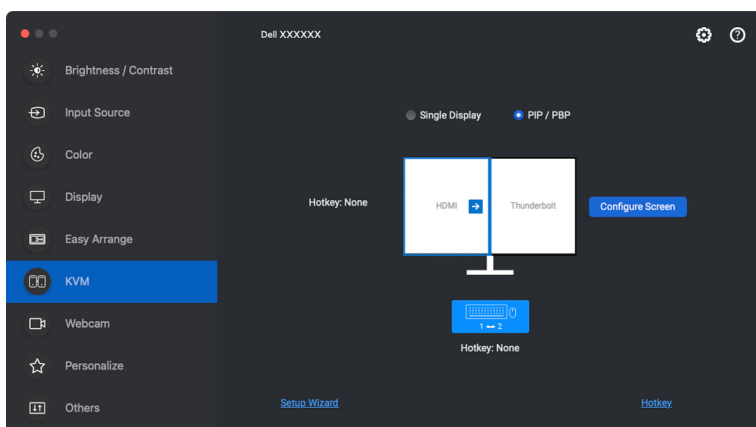 Dell XXXXXX
Brightness / Contrast
Input Source
Color
Display
Easy Arrange
KVM
Webcam
Personalize
Others
Single Display
PIP / PBP
Hotkey: None
HDMI
Thunderbolt
Configure Screen
1 ↔ 2
Hotkey: None
Setup Wizard
Hotkey